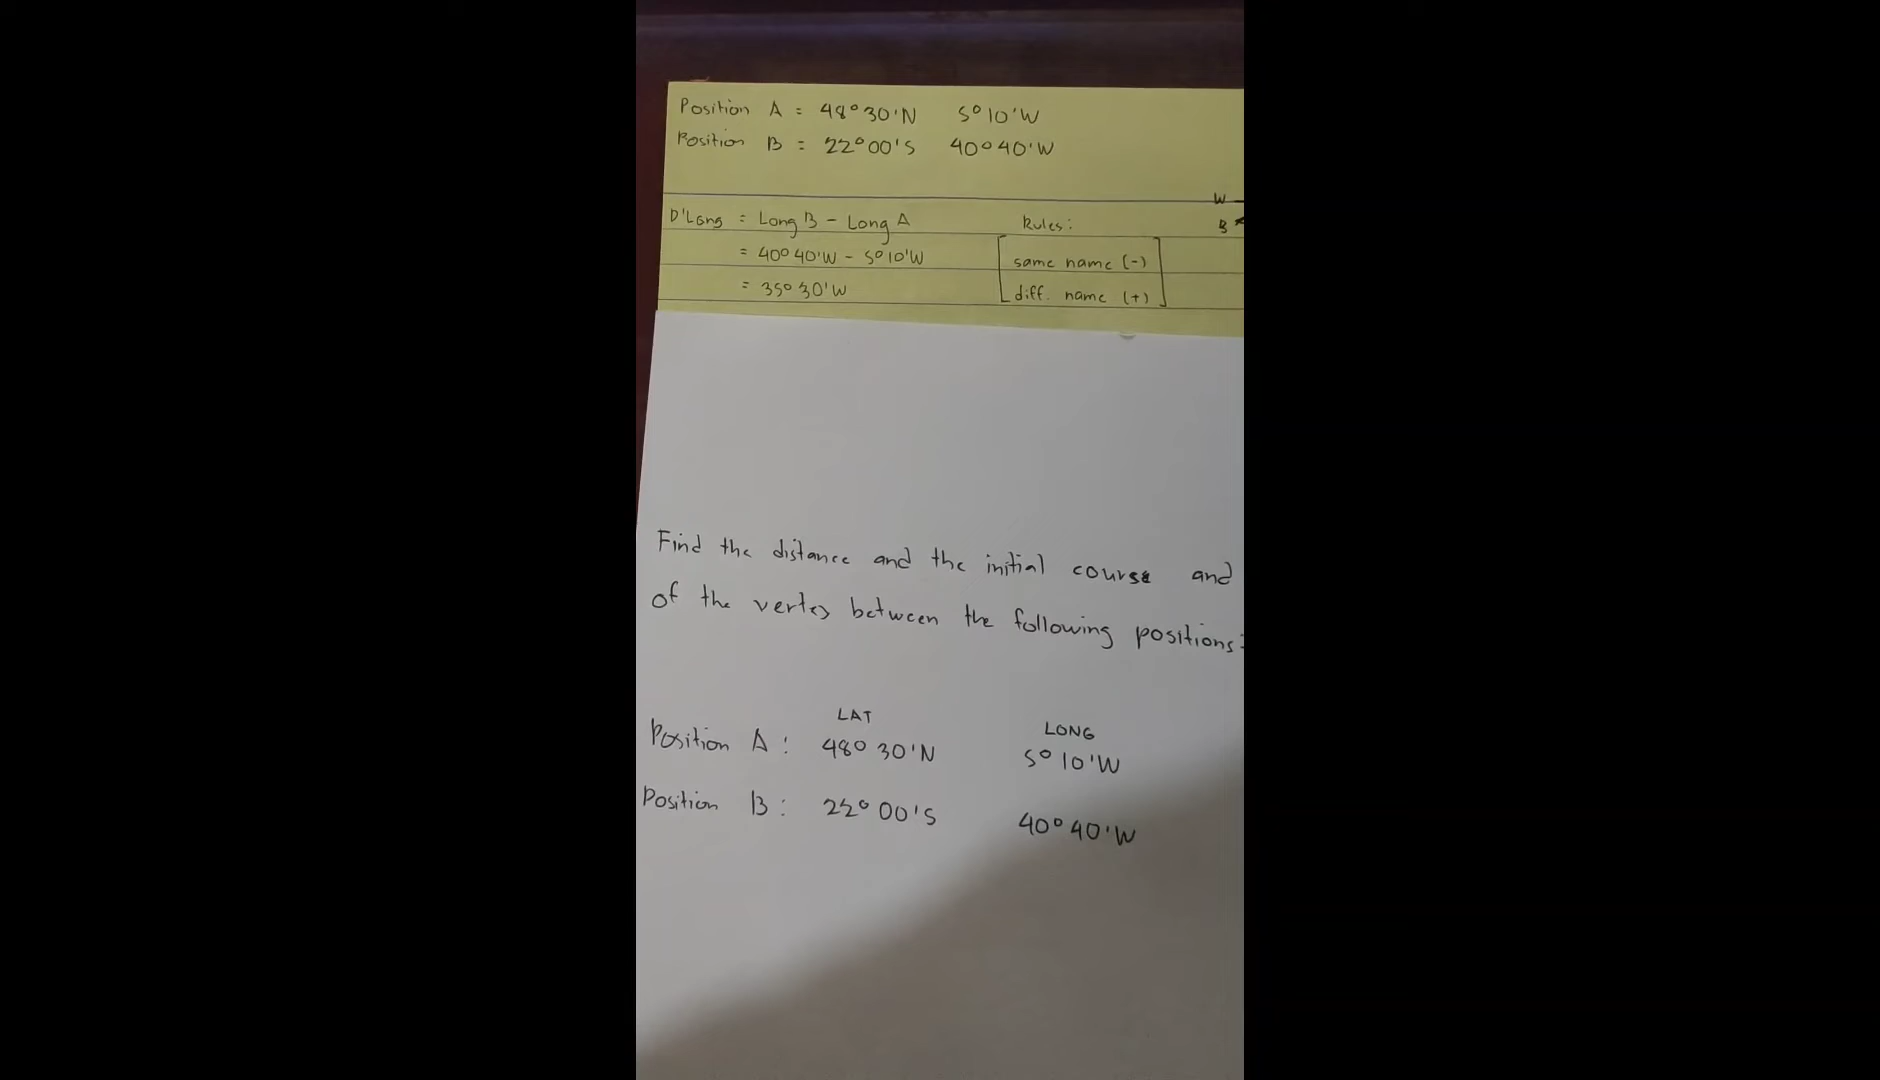 Position A = 48°30'N 5°10'W
Position B = 22°00'S 40°40'W
W
D'Long = Long B - Long A Rules: B
= 40°40'W - 5°10'W same name (-)
= 35°30'W diff. name (+)
Find the distance and the initial course and
of the vertex between the following positions:
LAT LONG
Position A : 48° 30'N 5° 10'W
Position B : 22° 00'S 40° 40'W